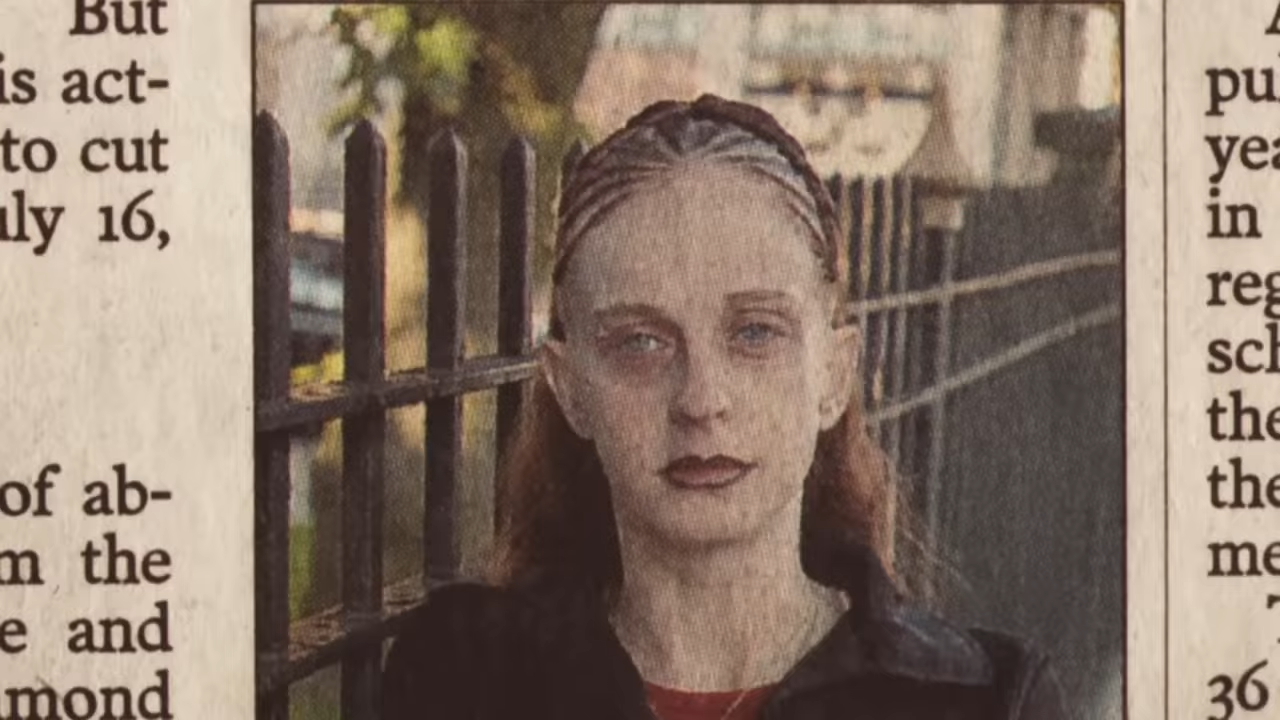 But
is act-
to cut
uly 16,
of ab-
m the
e and
mond
pu
yea
in
reg
sch
the
the
me
36